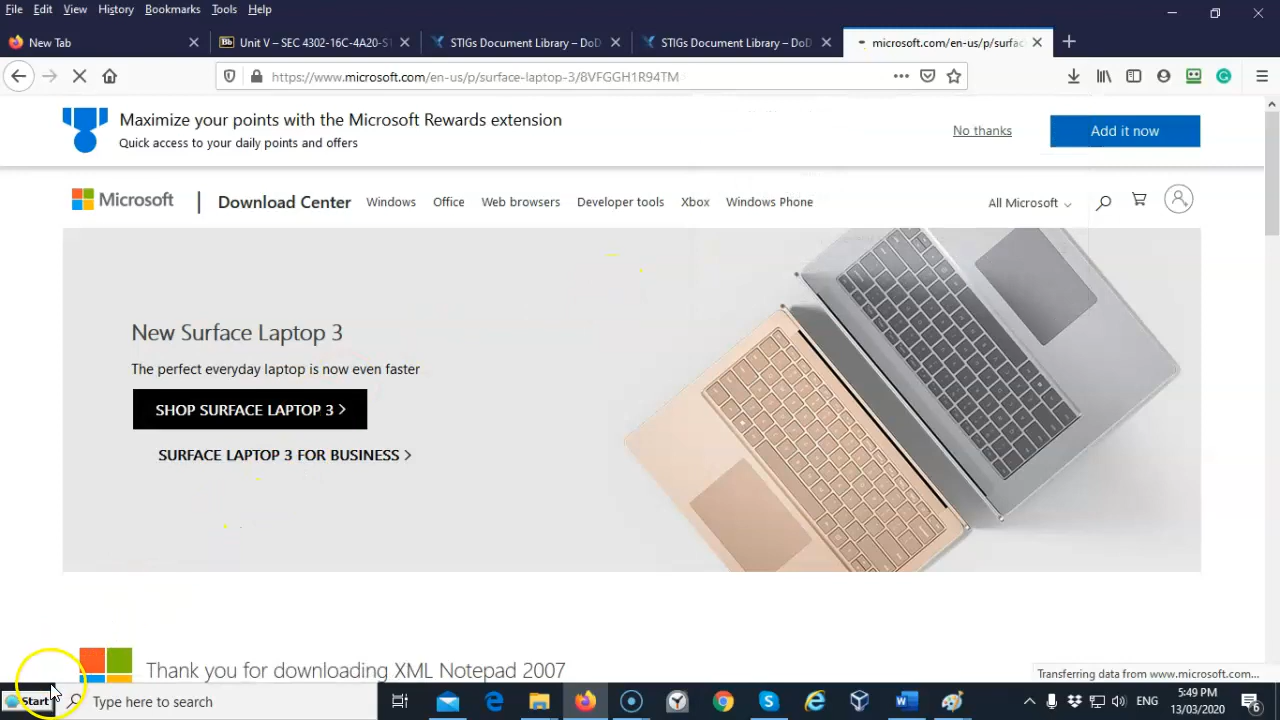 File Edit View History Bookmarks Tools Help
New Tab
Unit V – SEC 4302-16C-4A20-S1
STIGs Document Library – DoD
STIGs Document Library – DoD
microsoft.com/en-us/p/surfac
https://www.microsoft.com/en-us/p/surface-laptop-3/8VFGGH1R94TM
Maximize your points with the Microsoft Rewards extension
Quick access to your daily points and offers
No thanks
Add it now
Microsoft
Download Center
Windows Office Web browsers Developer tools Xbox Windows Phone
All Microsoft
New Surface Laptop 3
The perfect everyday laptop is now even faster
SHOP SURFACE LAPTOP 3 >
SURFACE LAPTOP 3 FOR BUSINESS >
Thank you for downloading XML Notepad 2007
Transferring data from www.microsoft.com...
Start
Type here to search
ENG
5:49 PM
13/03/2020
6